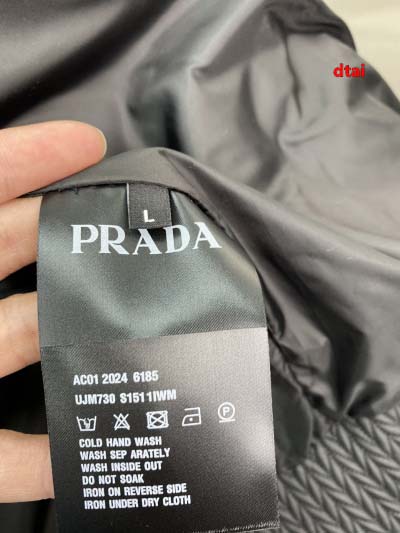 dtai
L
PRADA
AC01 2024 6185
UJM730 S1511IWM
P
COLD HAND WASH
WASH SEP ARATELY
WASH INSIDE OUT
DO NOT SOAK
IRON ON REVERSE SIDE
IRON UNDER DRY CLOTH